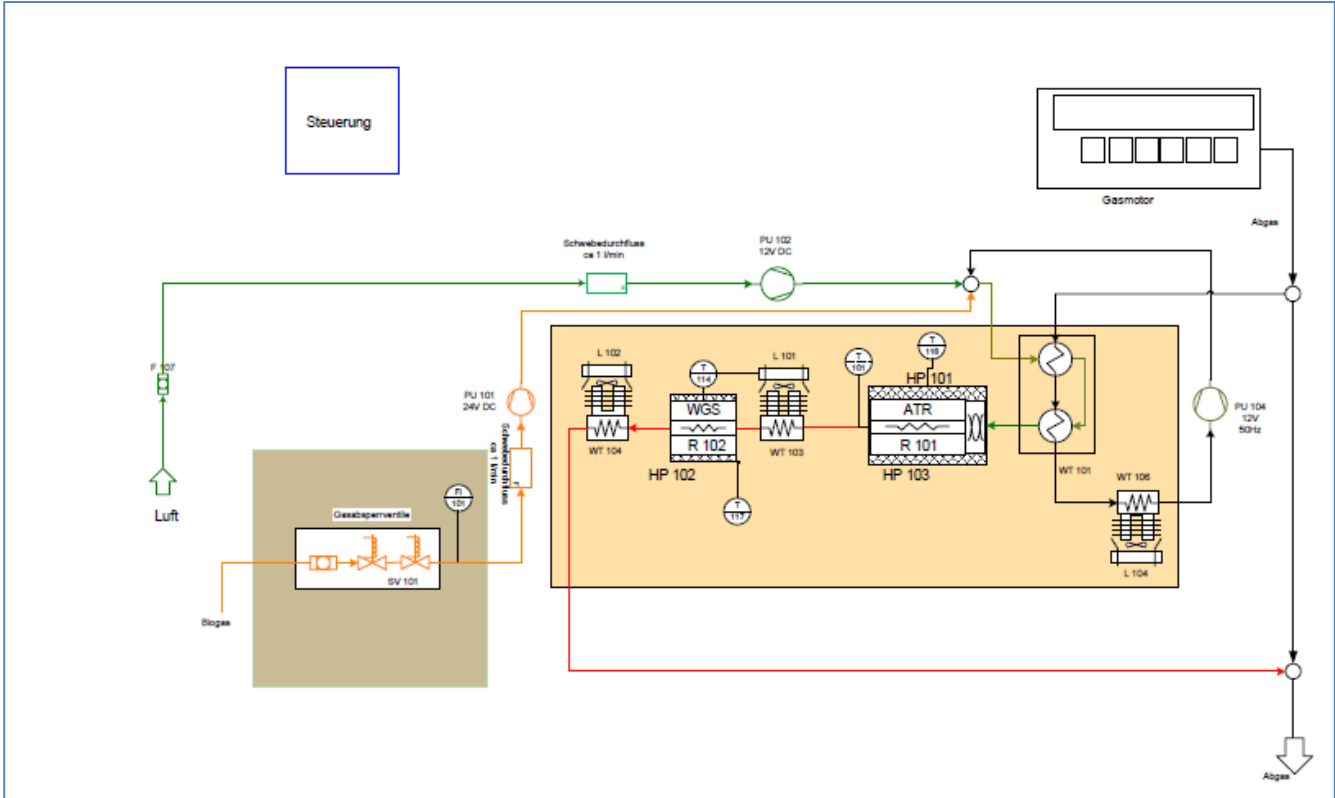 Steuerung
Gasmotor
Abgas
Schwebedurchfluss
ca 1 l/min
PU 102
12V DC
F 107
Luft
PU 101
24V DC
Schwebedurchfluss
ca 1 l/min
F
FI
101
Gasabsperrventile
SV 101
Biogas
L 102
WT 104
T
114
WGS
R 102
HP 102
T
117
L 101
WT 103
T
101
T
116
HP 101
ATR
R 101
HP 103
WT 101
WT 106
L 104
PU 104
12V
50Hz
Abgas